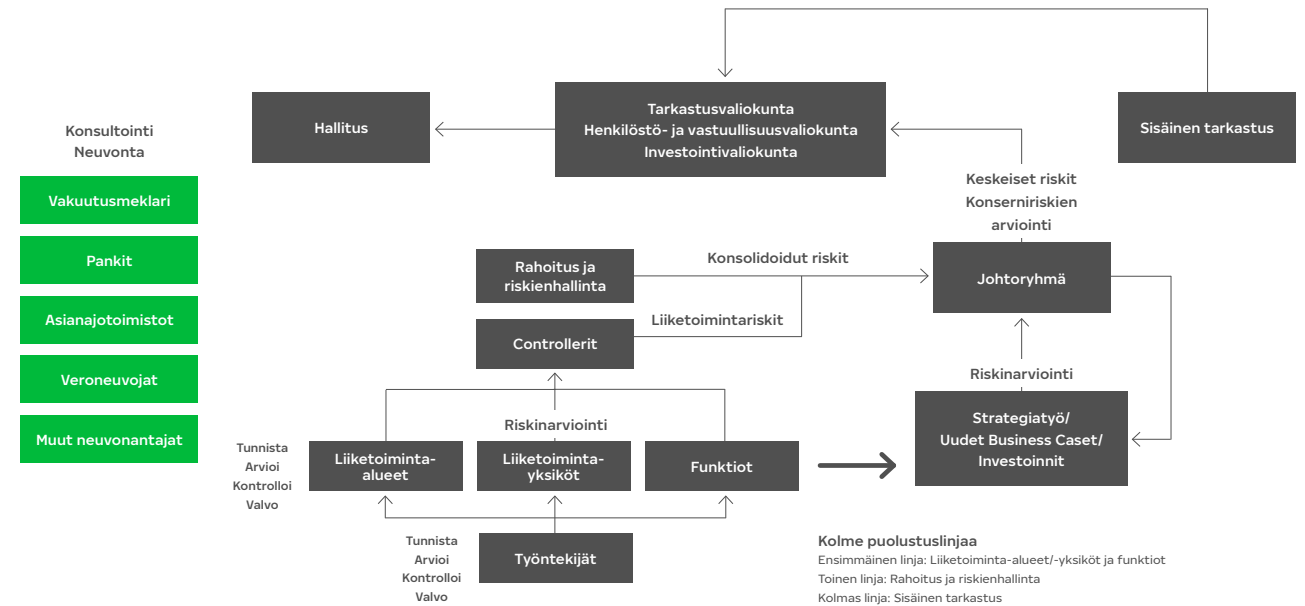 Konsultointi
Neuvonta
Vakuutusmeklari
Pankit
Asianajotoimistot
Veroneuvojat
Muut neuvonantajat
Hallitus
Tarkastusvaliokunta
Henkilöstö- ja vastuullisuusvaliokunta
Investointivaliokunta
Sisäinen tarkastus
Keskeiset riskit
Konserniriskien
arviointi
Rahoitus ja
riskienhallinta
Konsolidoidut riskit
Johtoryhmä
Controllerit
Liiketoimintariskit
Riskinarviointi
Riskinarviointi
Strategiatyö/
Uudet Business Caset/
Investoinnit
Tunnista
Arvioi
Kontrolloi
Valvo
Liiketoiminta-
alueet
Liiketoiminta-
yksiköt
Funktiot
Tunnista
Arvioi
Kontrolloi
Valvo
Työntekijät
Kolme puolustuslinjaa
Ensimmäinen linja: Liiketoiminta-alueet/-yksiköt ja funktiot
Toinen linja: Rahoitus ja riskienhallinta
Kolmas linja: Sisäinen tarkastus